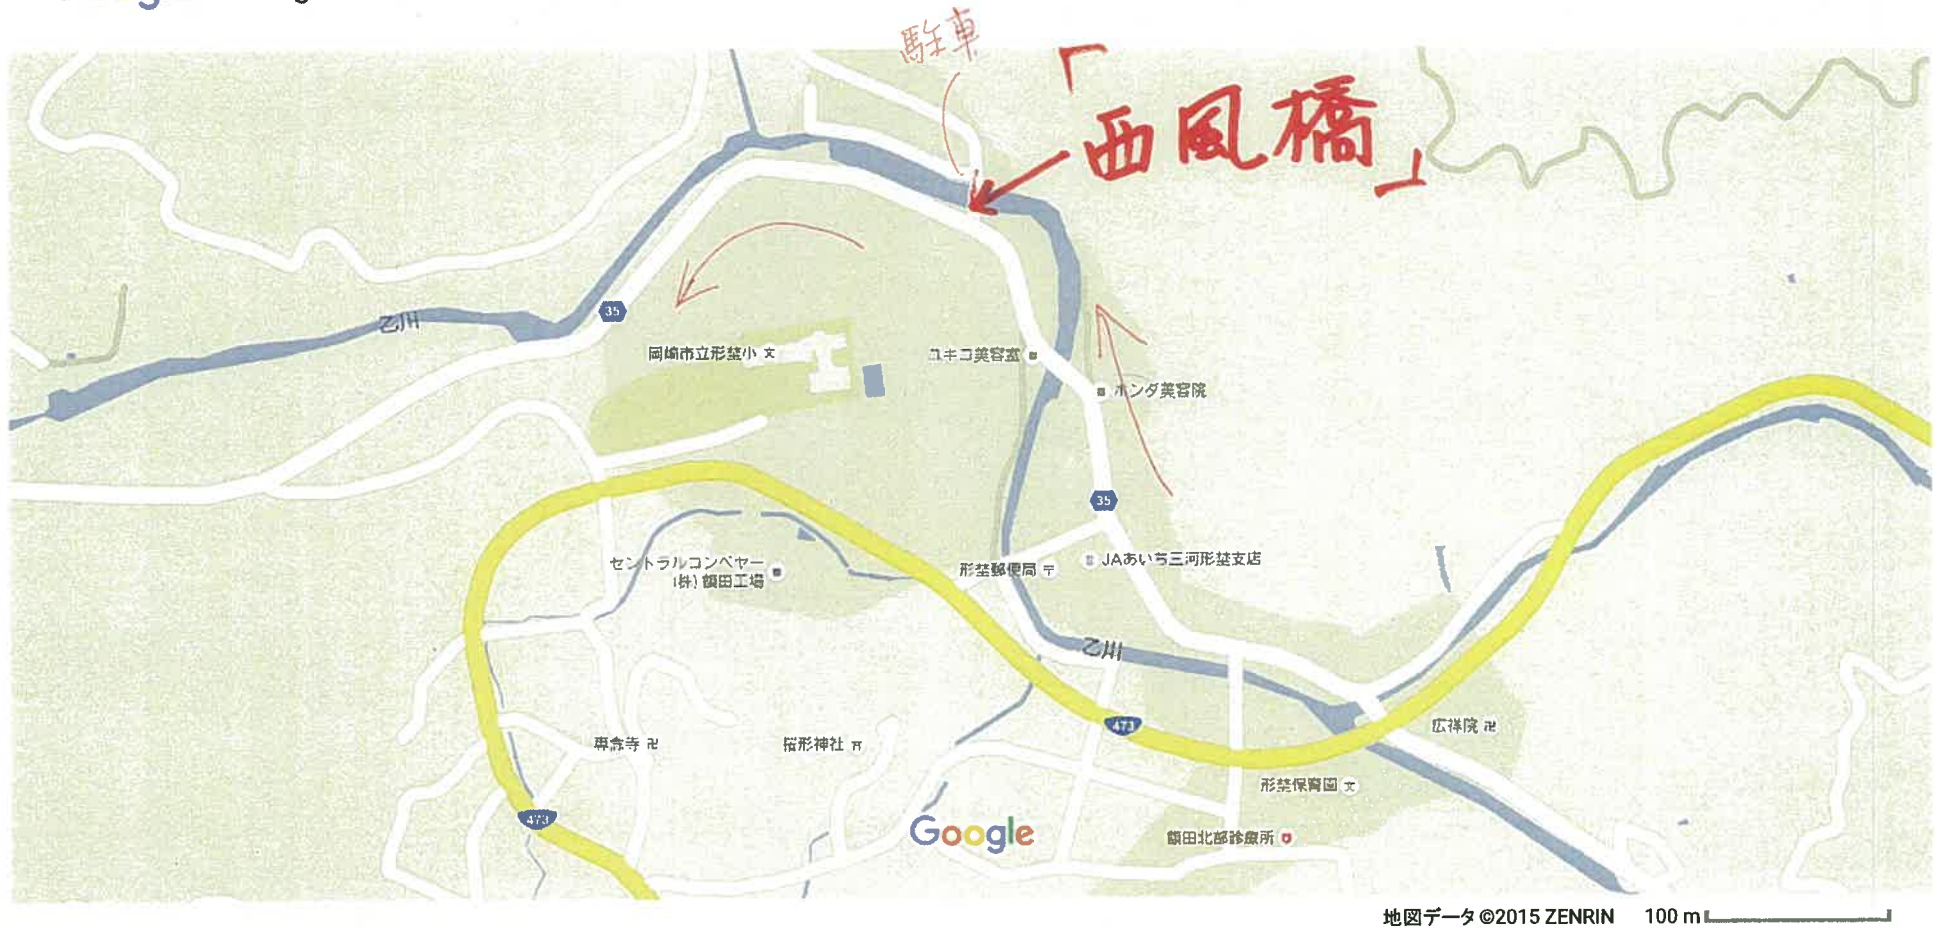 駐車
「西風橋」
35
乙川
岡崎市立形埜小 文
ユキコ美容室
ホンダ美容院
35
セントラルコンベヤー
(株) 額田工場
形埜郵便局 〒
JAあいち三河形埜支店
乙川
473
広祥院 卍
専念寺 卍
桜形神社
形埜保育園 文
473
Google
額田北部診療所
地図データ ©2015 ZENRIN 100 m